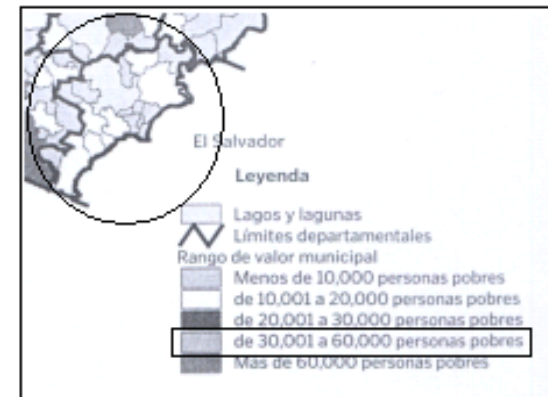 El Salvador
Leyenda
Lagos y lagunas
Límites departamentales
Rango de valor municipal
Menos de 10,000 personas pobres
de 10,001 a 20,000 personas pobres
de 20,001 a 30,000 personas pobres
de 30,001 a 60,000 personas pobres
Más de 60,000 personas pobres